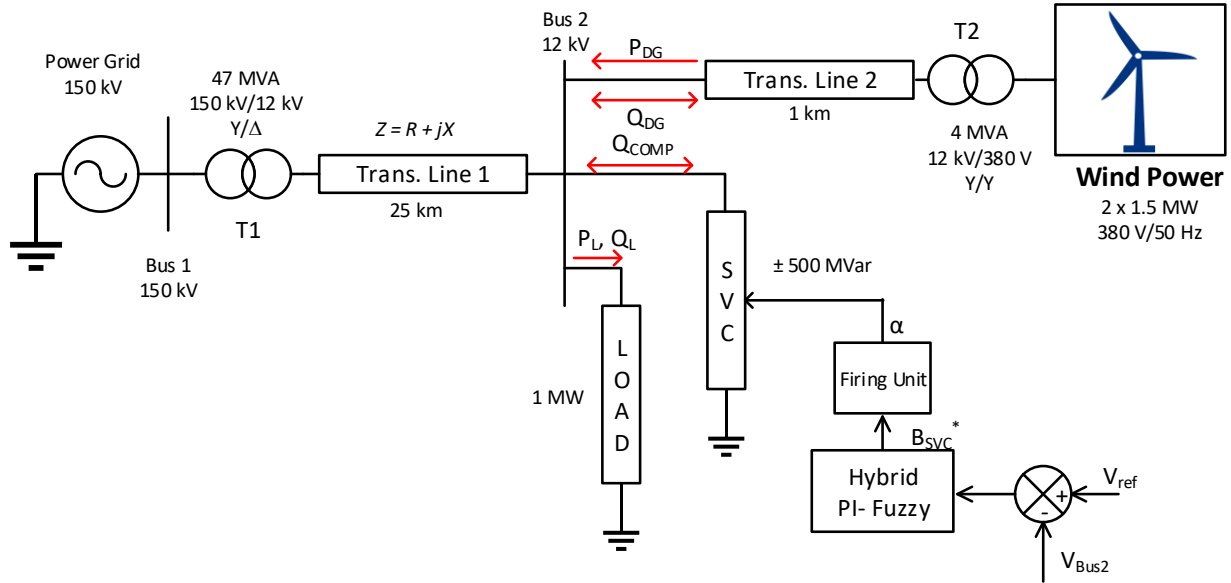 Power Grid
150 kV
Bus 1
150 kV
47 MVA
150 kV/12 kV
Y/Δ
T1
Z = R + jX
Trans. Line 1
25 km
Bus 2
12 kV
P_DG
Q_DG
Q_COMP
P_L, Q_L
L
O
A
D
1 MW
S
V
C
± 500 MVar
α
Firing Unit
B_SVC*
Hybrid
PI- Fuzzy
+
-
V_ref
V_Bus2
Trans. Line 2
1 km
T2
4 MVA
12 kV/380 V
Y/Y
Wind Power
2 x 1.5 MW
380 V/50 Hz